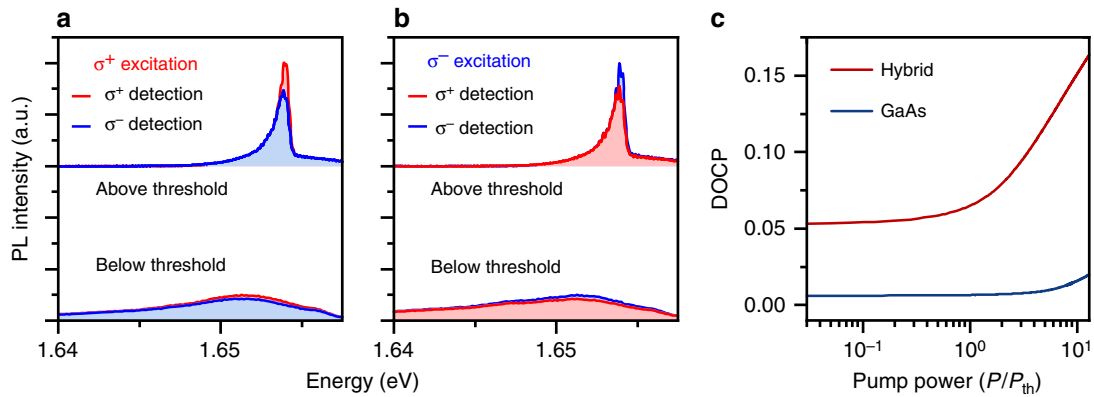 a
b
c
σ+ excitation
σ+ detection
σ− detection
Above threshold
Below threshold
σ− excitation
σ+ detection
σ− detection
Above threshold
Below threshold
PL intensity (a.u.)
1.64
1.65
1.64
1.65
Energy (eV)
Hybrid
GaAs
DOCP
0.15
0.10
0.05
0.00
10⁻¹
10⁰
10¹
Pump power (P/Pth)